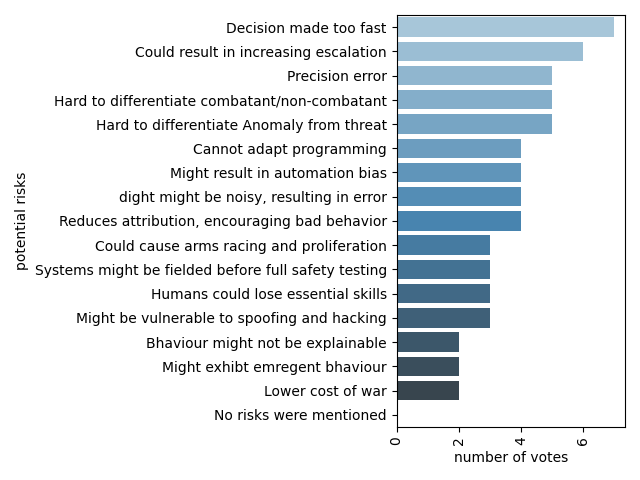 Decision made too fast
Could result in increasing escalation
Precision error
Hard to differentiate combatant/non-combatant
Hard to differentiate Anomaly from threat
Cannot adapt programming
Might result in automation bias
dight might be noisy, resulting in error
Reduces attribution, encouraging bad behavior
Could cause arms racing and proliferation
Systems might be fielded before full safety testing
Humans could lose essential skills
Might be vulnerable to spoofing and hacking
Bhaviour might not be explainable
Might exhibt emregent bhaviour
Lower cost of war
No risks were mentioned
potential risks
0 2 4 6
number of votes